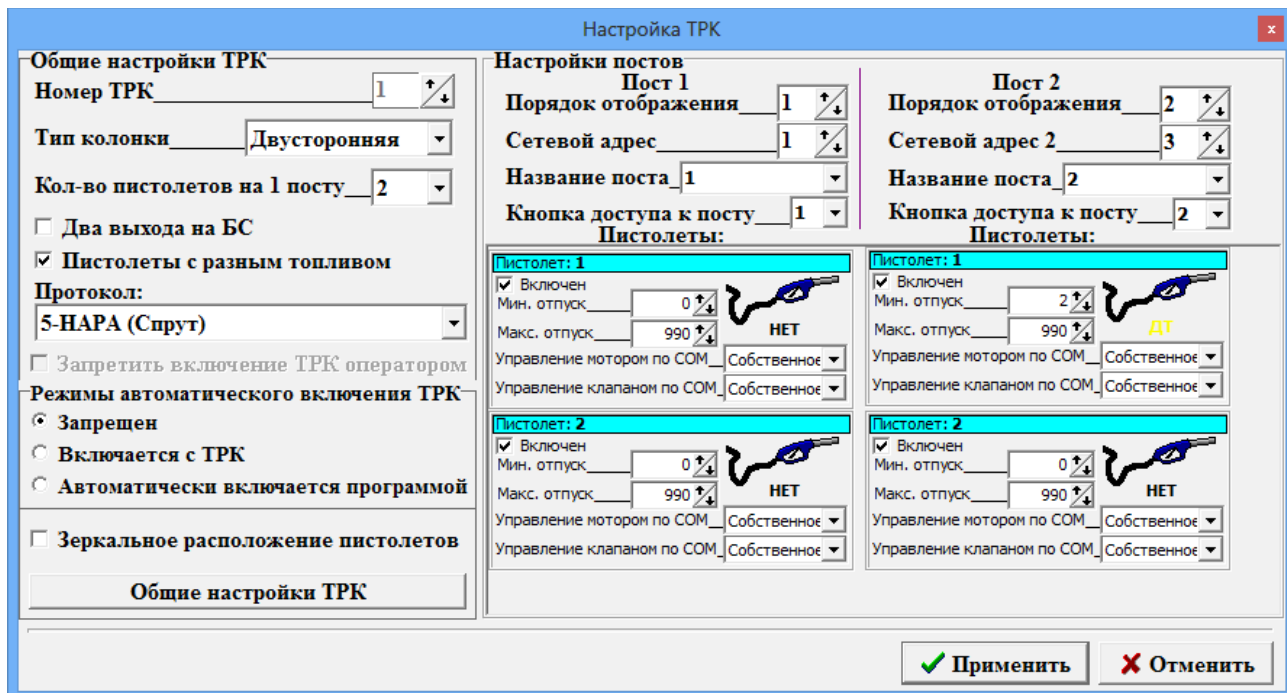 Настройка ТРК
x
Общие настройки ТРК
Номер ТРК 1
Тип колонки Двусторонняя
Кол-во пистолетов на 1 посту 2
Два выхода на БС
Пистолеты с разным топливом
Протокол:
5-НАРА (Спрут)
Запретить включение ТРК оператором
Режимы автоматического включения ТРК
Запрещен
Включается с ТРК
Автоматически включается программой
Зеркальное расположение пистолетов
Общие настройки ТРК
Настройки постов
Пост 1
Порядок отображения 1
Сетевой адрес 1
Название поста 1
Кнопка доступа к посту 1
Пистолеты:
Пистолет: 1
Включен
Мин. отпуск 0
Макс. отпуск 990
НЕТ
Управление мотором по COM Собственное
Управление клапаном по COM Собственное
Пистолет: 2
Включен
Мин. отпуск 0
Макс. отпуск 990
НЕТ
Управление мотором по COM Собственное
Управление клапаном по COM Собственное
Пост 2
Порядок отображения 2
Сетевой адрес 2 3
Название поста 2
Кнопка доступа к посту 2
Пистолеты:
Пистолет: 1
Включен
Мин. отпуск 2
Макс. отпуск 990
ДТ
Управление мотором по COM Собственное
Управление клапаном по COM Собственное
Пистолет: 2
Включен
Мин. отпуск 0
Макс. отпуск 990
НЕТ
Управление мотором по COM Собственное
Управление клапаном по COM Собственное
Применить
Отменить